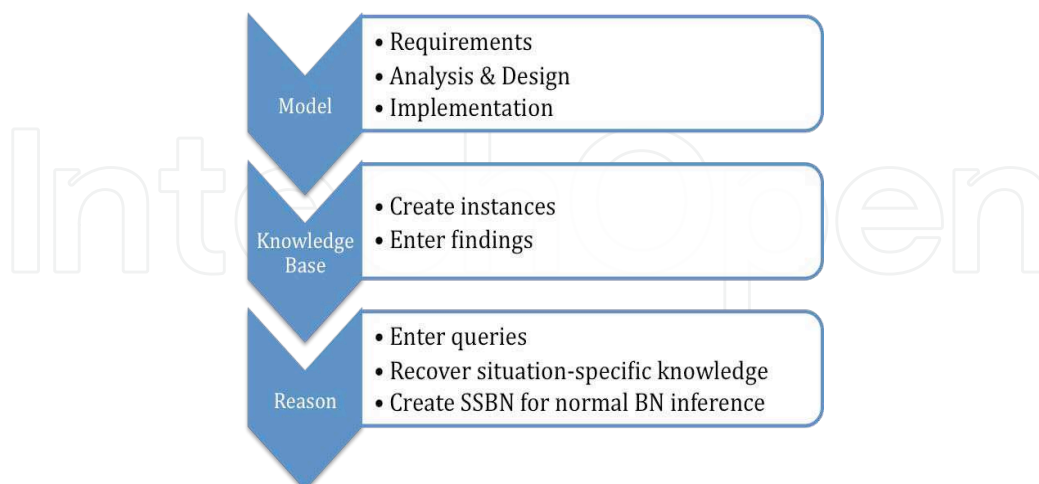 • Requirements
• Analysis & Design
• Implementation
Model
• Create instances
• Enter findings
Knowledge
Base
• Enter queries
• Recover situation-specific knowledge
• Create SSBN for normal BN inference
Reason
IntechOpen